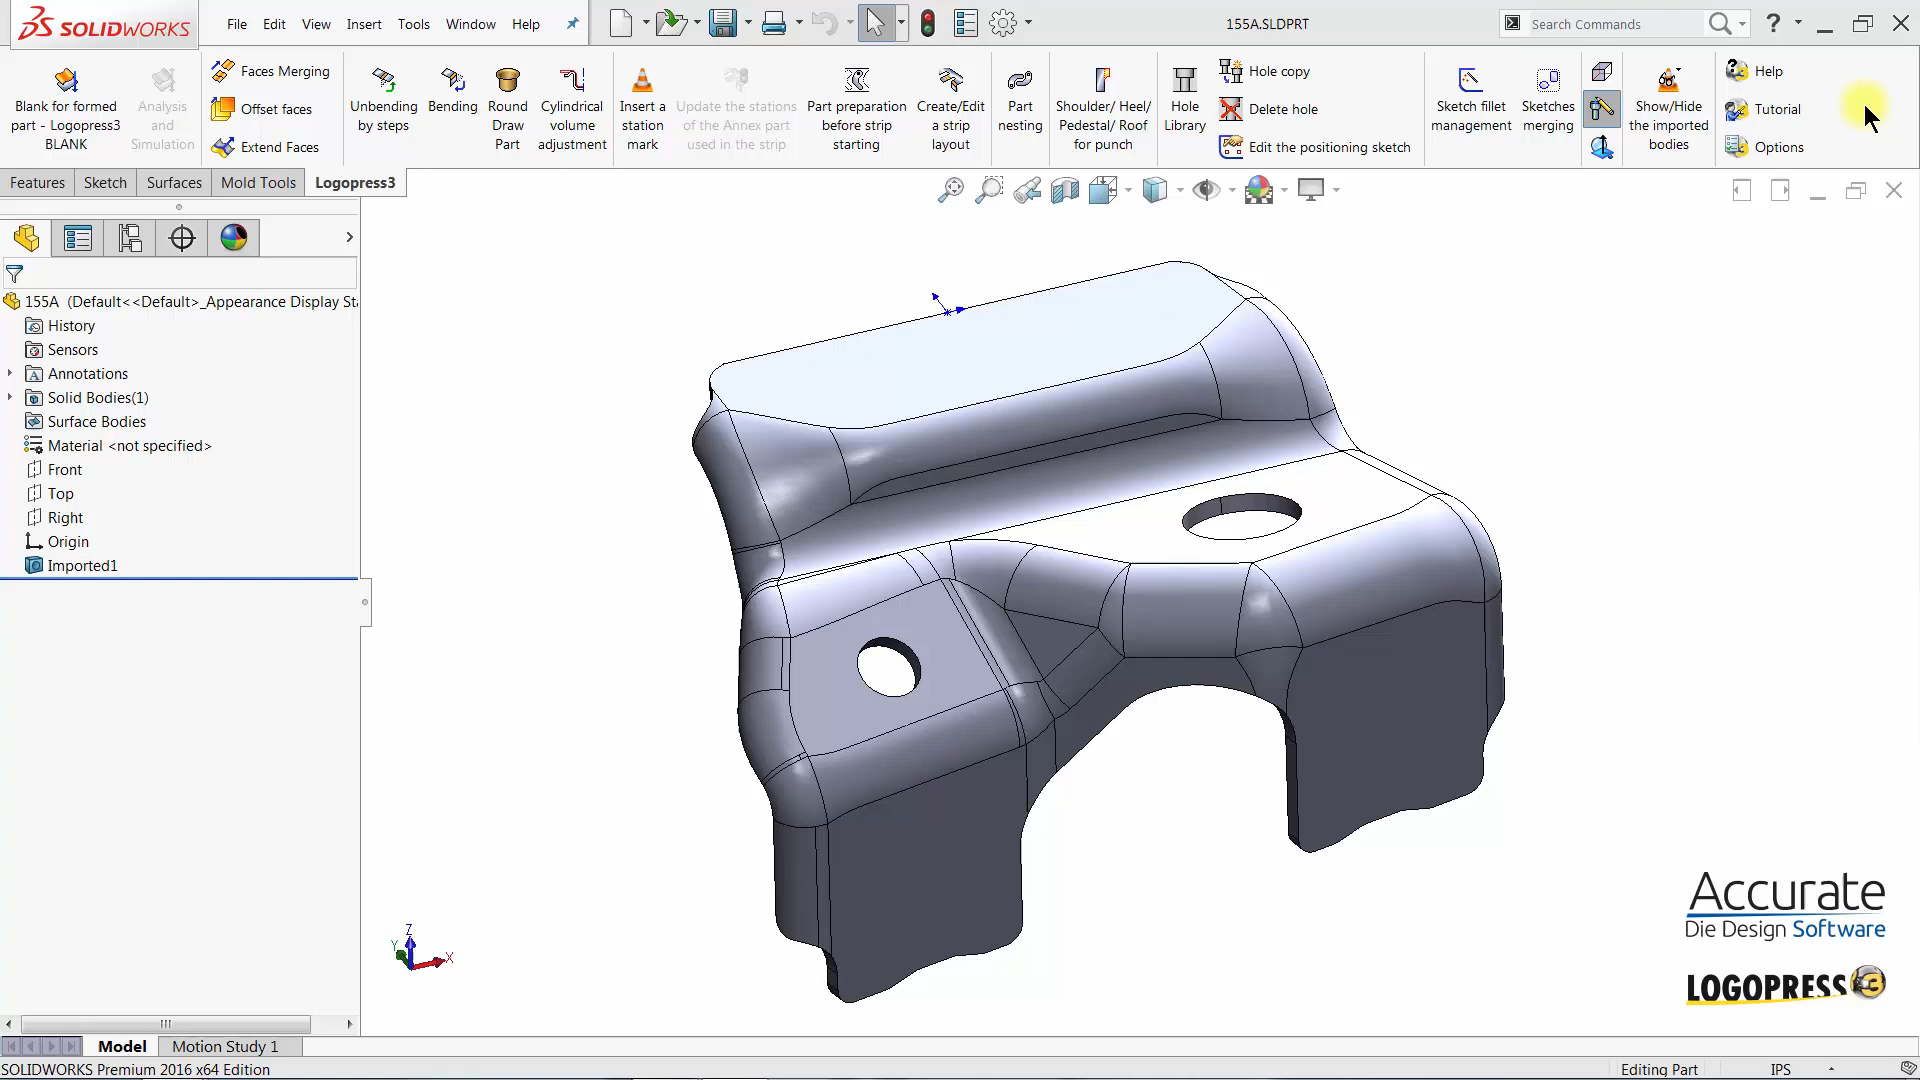 SOLIDWORKS
File Edit View Insert Tools Window Help
155A.SLDPRT
Search Commands
?
Blank for formed
part - Logopress3
BLANK
Analysis
and
Simulation
Faces Merging
Offset faces
Extend Faces
Unbending
by steps
Bending
Round
Draw
Part
Cylindrical
volume
adjustment
Insert a
station
mark
Update the stations
of the Annex part
used in the strip
Part preparation
before strip
starting
Create/Edit
a strip
layout
Part
nesting
Shoulder/ Heel/
Pedestal/ Roof
for punch
Hole
Library
Hole copy
Delete hole
Edit the positioning sketch
Sketch fillet
management
Sketches
merging
Show/Hide
the imported
bodies
Help
Tutorial
Options
Features Sketch Surfaces Mold Tools Logopress3
155A (Default<<Default>_Appearance Display Sta
History
Sensors
Annotations
Solid Bodies(1)
Surface Bodies
Material <not specified>
Front
Top
Right
Origin
Imported1
Z
Y
X
Accurate
Die Design Software
LOGOPRESS 3
Model Motion Study 1
SOLIDWORKS Premium 2016 x64 Edition
Editing Part IPS